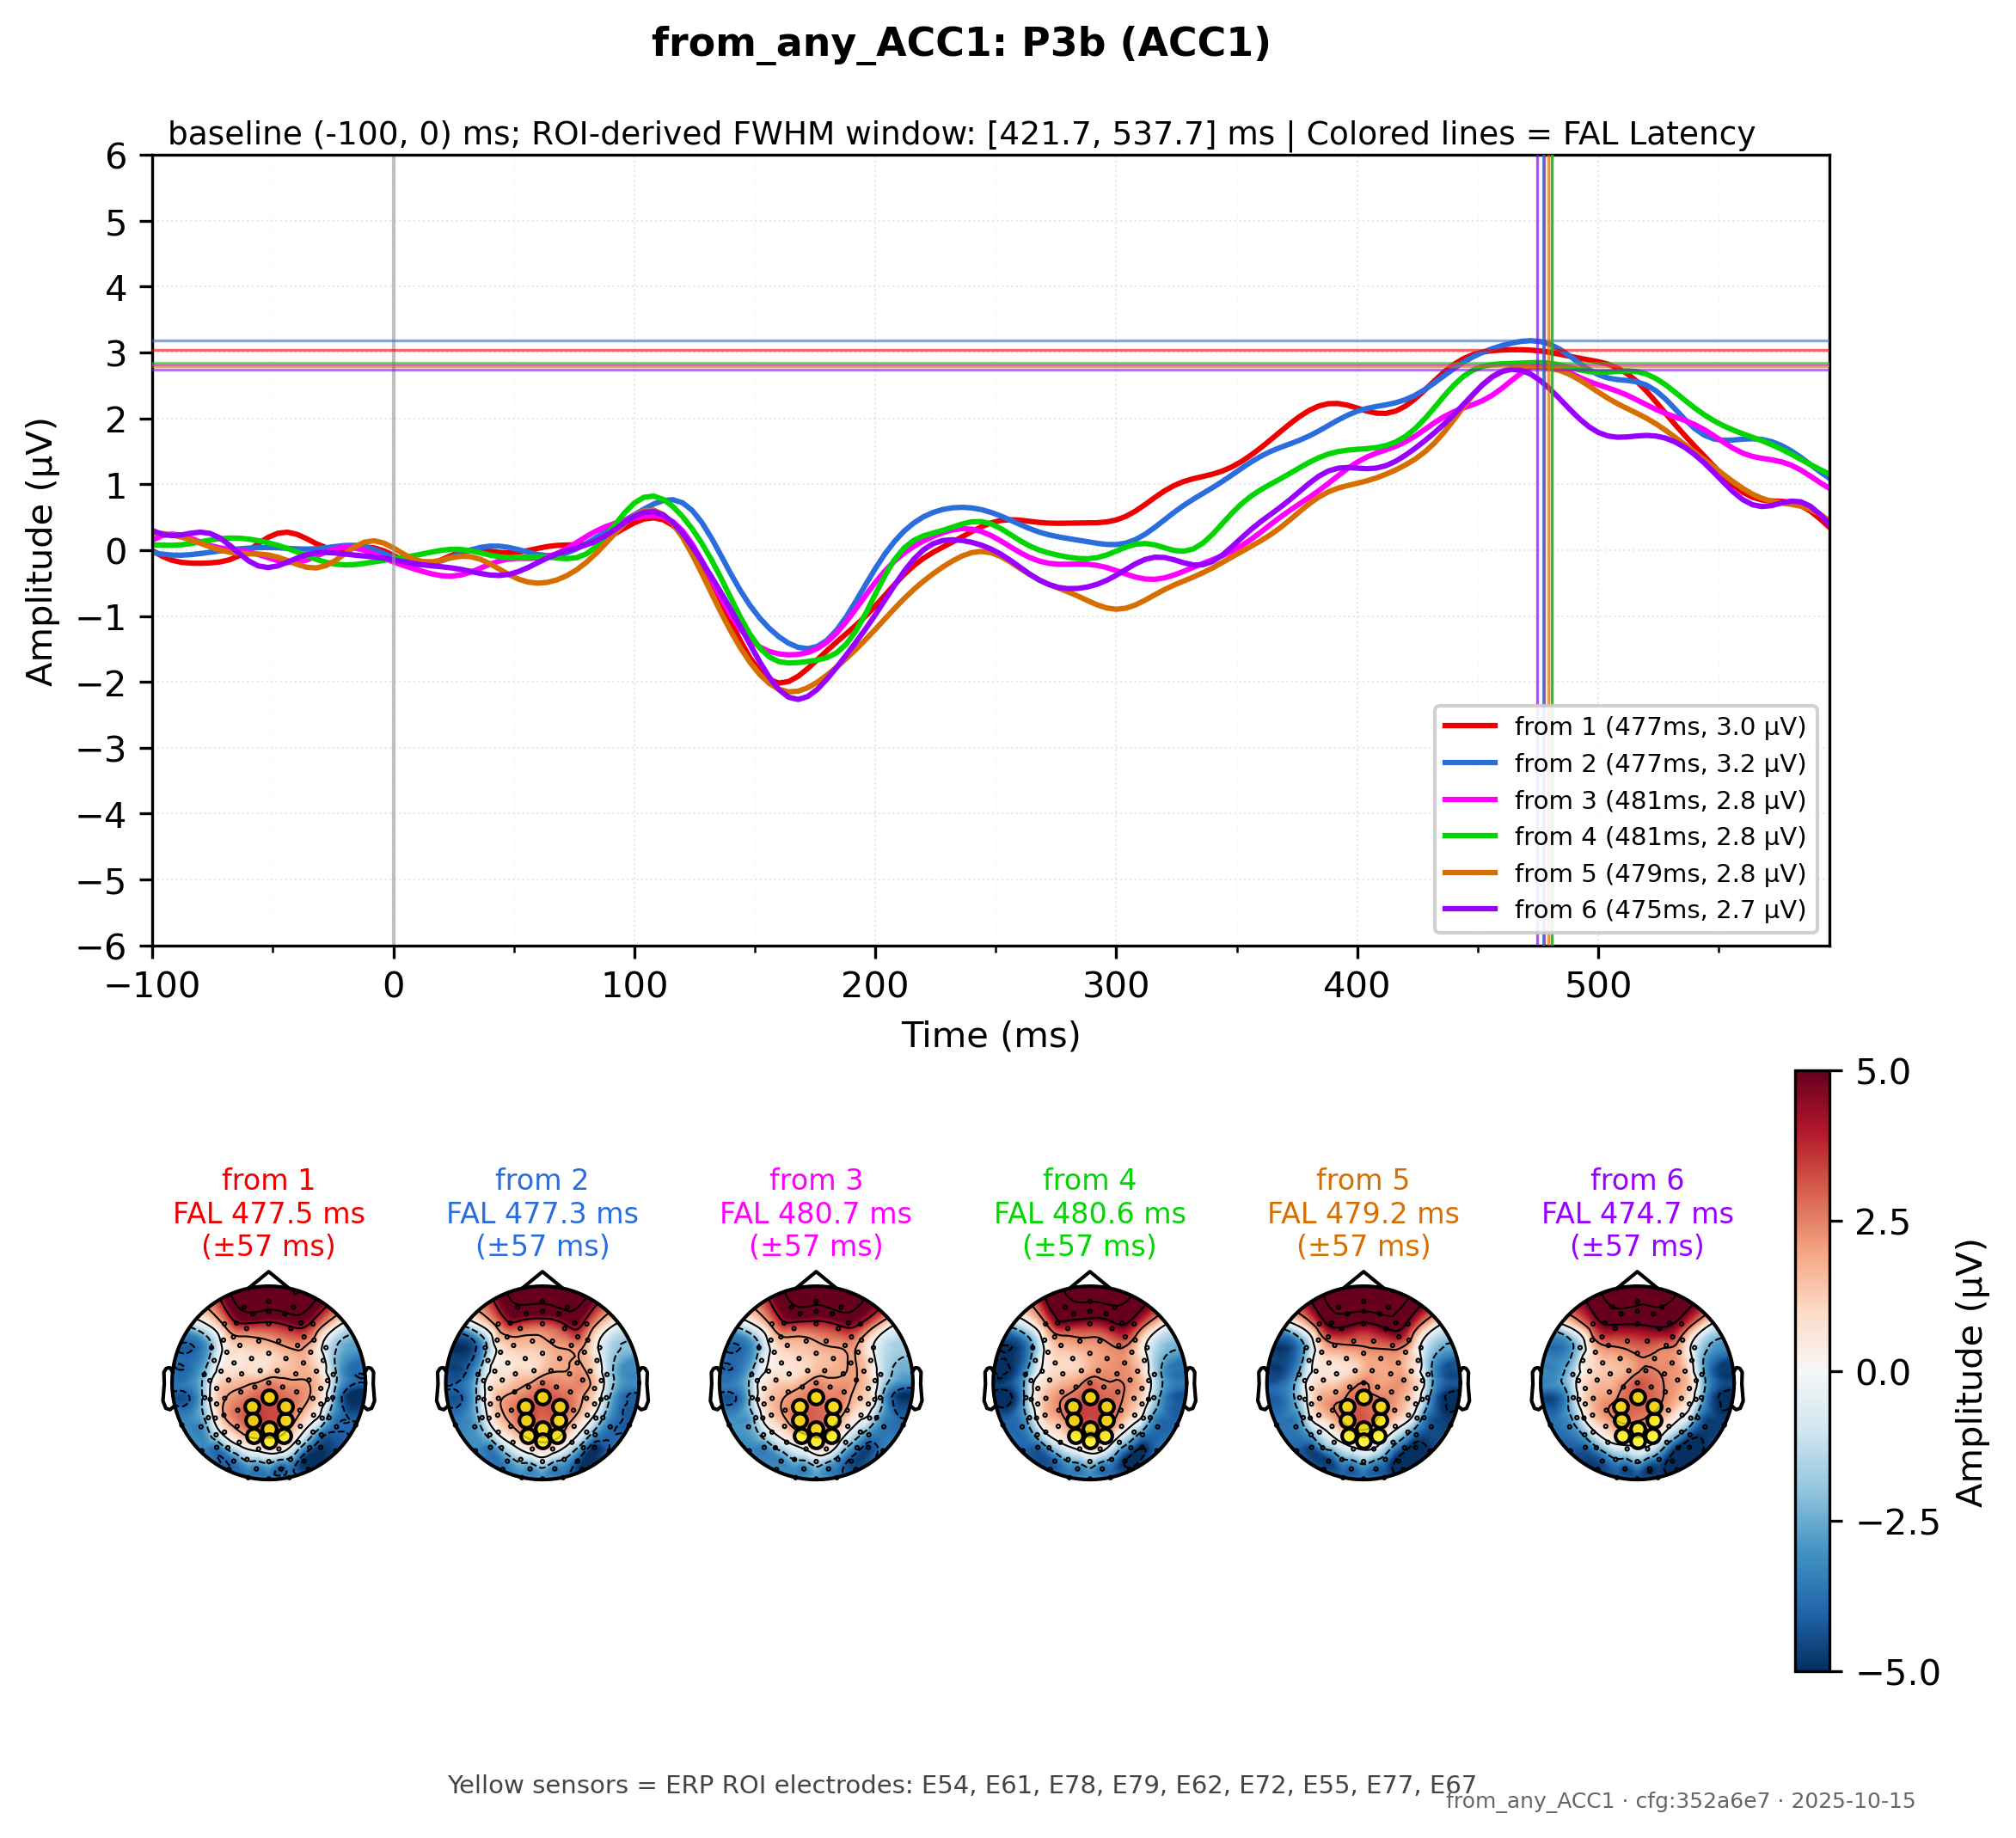 from_any_ACC1: P3b (ACC1)
baseline (-100, 0) ms; ROI-derived FWHM window: [421.7, 537.7] ms | Colored lines = FAL Latency
6
5
4
3
2
1
0
−1
−2
−3
−4
−5
−6
Amplitude (µV)
from 1 (477ms, 3.0 µV)
from 2 (477ms, 3.2 µV)
from 3 (481ms, 2.8 µV)
from 4 (481ms, 2.8 µV)
from 5 (479ms, 2.8 µV)
from 6 (475ms, 2.7 µV)
−100 0 100 200 300 400 500
Time (ms)
from 1
FAL 477.5 ms
(±57 ms)
from 2
FAL 477.3 ms
(±57 ms)
from 3
FAL 480.7 ms
(±57 ms)
from 4
FAL 480.6 ms
(±57 ms)
from 5
FAL 479.2 ms
(±57 ms)
from 6
FAL 474.7 ms
(±57 ms)
5.0
2.5
0.0
−2.5
−5.0
Amplitude (µV)
Yellow sensors = ERP ROI electrodes: E54, E61, E78, E79, E62, E72, E55, E77, E67
from_any_ACC1 · cfg:352a6e7 · 2025-10-15